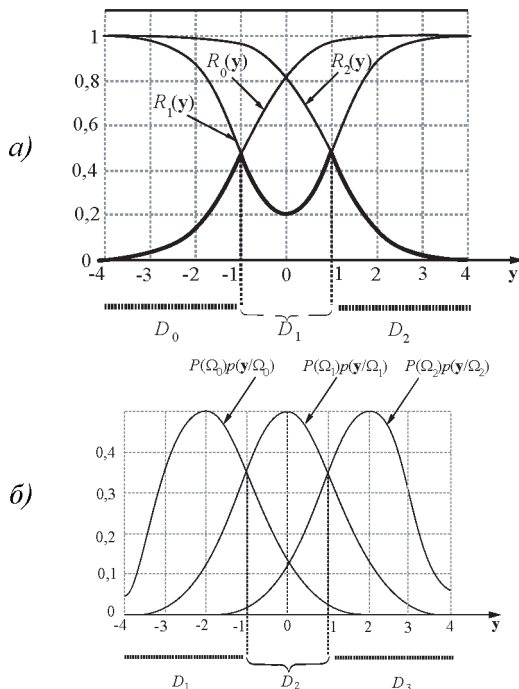 а)
1
0,8
0,6
0,4
0,2
0
R₀(y)
R₂(y)
R₁(y)
-4 -3 -2 -1 0 1 2 3 4 y
D₀ D₁ D₂
б)
P(Ω₀)p(y/Ω₀) P(Ω₁)p(y/Ω₁) P(Ω₂)p(y/Ω₂)
0,4
0,3
0,2
0,1
0
-4 -3 -2 -1 0 1 2 3 4 y
D₁ D₂ D₃